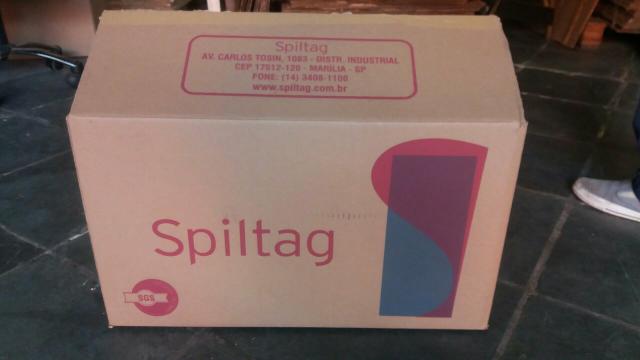 Spiltag
AV. CARLOS TOSIN, 1083 - DISTR. INDUSTRIAL
CEP 17512-120 - MARÍLIA - SP
FONE: (14) 3408-1100
www.spiltag.com.br
Spiltag
SGS